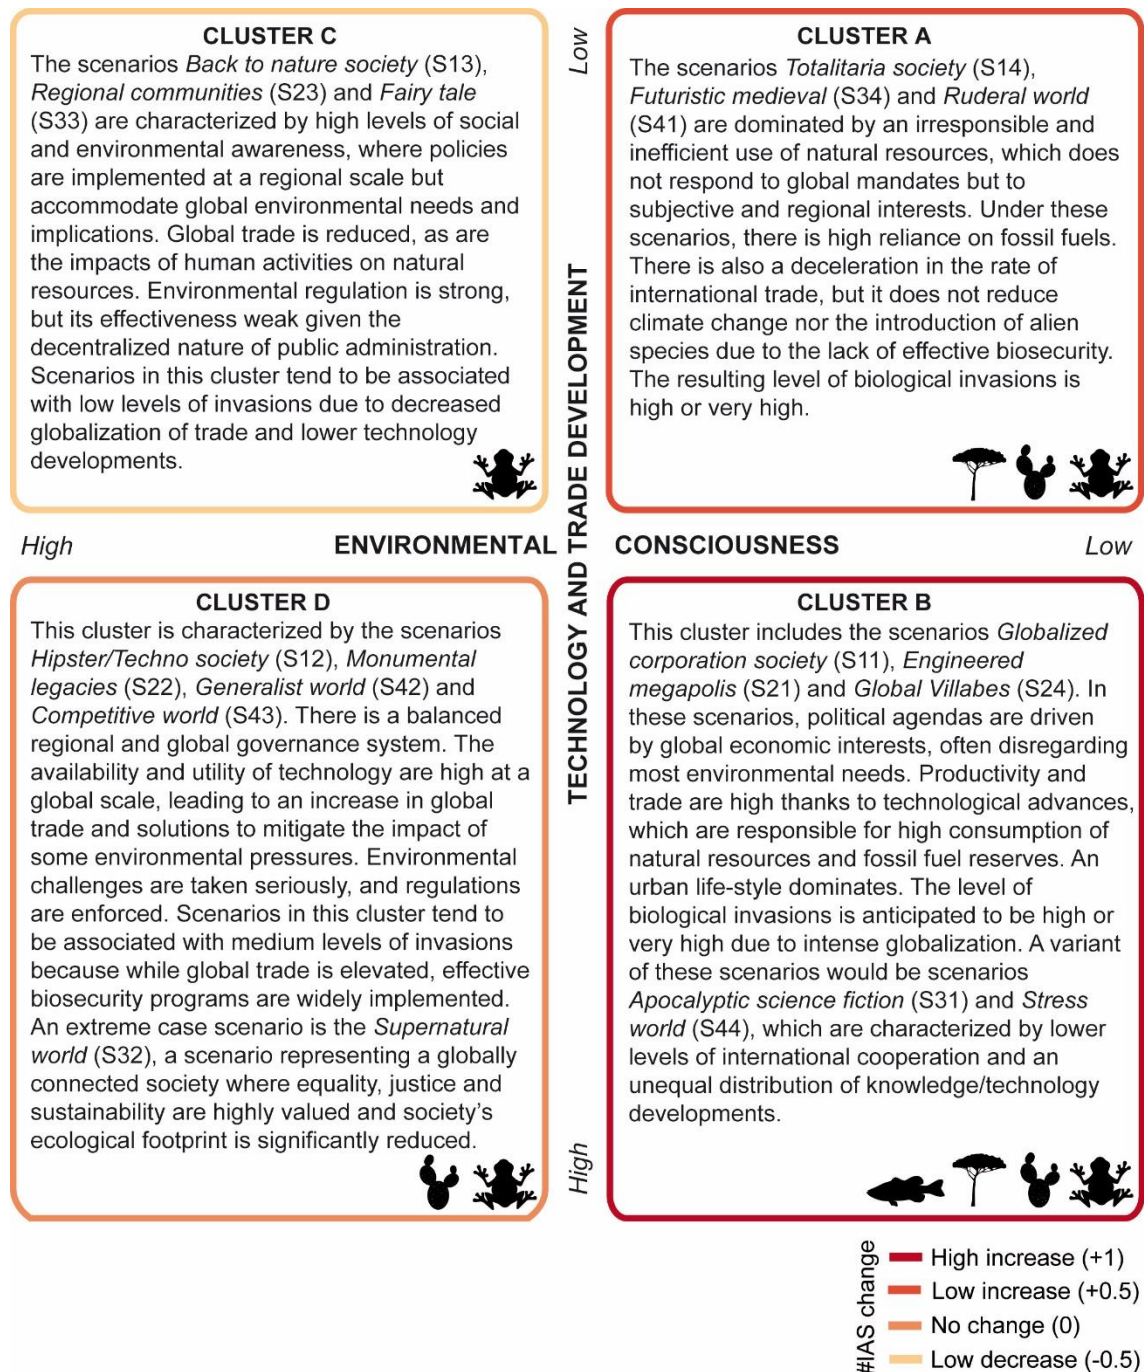 CLUSTER C
The scenarios Back to nature society (S13),
Regional communities (S23) and Fairy tale
(S33) are characterized by high levels of social
and environmental awareness, where policies
are implemented at a regional scale but
accommodate global environmental needs and
implications. Global trade is reduced, as are
the impacts of human activities on natural
resources. Environmental regulation is strong,
but its effectiveness weak given the
decentralized nature of public administration.
Scenarios in this cluster tend to be associated
with low levels of invasions due to decreased
globalization of trade and lower technology
developments.
Low
CLUSTER A
The scenarios Totalitaria society (S14),
Futuristic medieval (S34) and Ruderal world
(S41) are dominated by an irresponsible and
inefficient use of natural resources, which does
not respond to global mandates but to
subjective and regional interests. Under these
scenarios, there is high reliance on fossil fuels.
There is also a deceleration in the rate of
international trade, but it does not reduce
climate change nor the introduction of alien
species due to the lack of effective biosecurity.
The resulting level of biological invasions is
high or very high.
TECHNOLOGY AND TRADE DEVELOPMENT
High ENVIRONMENTAL CONSCIOUSNESS Low
CLUSTER D
This cluster is characterized by the scenarios
Hipster/Techno society (S12), Monumental
legacies (S22), Generalist world (S42) and
Competitive world (S43). There is a balanced
regional and global governance system. The
availability and utility of technology are high at a
global scale, leading to an increase in global
trade and solutions to mitigate the impact of
some environmental pressures. Environmental
challenges are taken seriously, and regulations
are enforced. Scenarios in this cluster tend to
be associated with medium levels of invasions
because while global trade is elevated, effective
biosecurity programs are widely implemented.
An extreme case scenario is the Supernatural
world (S32), a scenario representing a globally
connected society where equality, justice and
sustainability are highly valued and society's
ecological footprint is significantly reduced.
High
CLUSTER B
This cluster includes the scenarios Globalized
corporation society (S11), Engineered
megapolis (S21) and Global Villabes (S24). In
these scenarios, political agendas are driven
by global economic interests, often disregarding
most environmental needs. Productivity and
trade are high thanks to technological advances,
which are responsible for high consumption of
natural resources and fossil fuel reserves. An
urban life-style dominates. The level of
biological invasions is anticipated to be high or
very high due to intense globalization. A variant
of these scenarios would be scenarios
Apocalyptic science fiction (S31) and Stress
world (S44), which are characterized by lower
levels of international cooperation and an
unequal distribution of knowledge/technology
developments.
#IAS change
High increase (+1)
Low increase (+0.5)
No change (0)
Low decrease (-0.5)